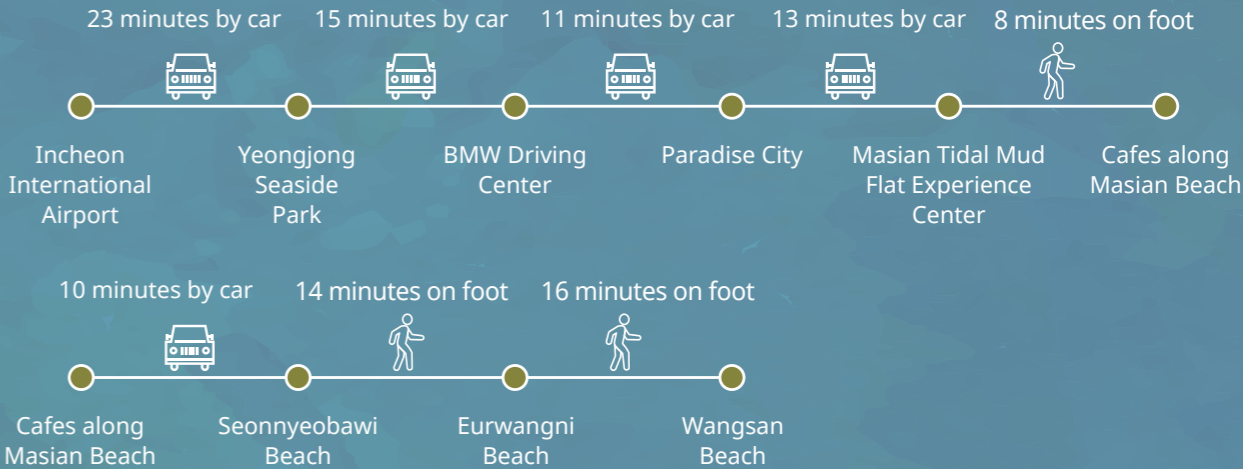 23 minutes by car
15 minutes by car
11 minutes by car
13 minutes by car
8 minutes on foot
Incheon
International
Airport
Yeongjong
Seaside
Park
BMW Driving
Center
Paradise City
Masian Tidal Mud
Flat Experience
Center
Cafes along
Masian Beach
10 minutes by car
14 minutes on foot
16 minutes on foot
Cafes along
Masian Beach
Seonnyeobawi
Beach
Eurwangni
Beach
Wangsan
Beach